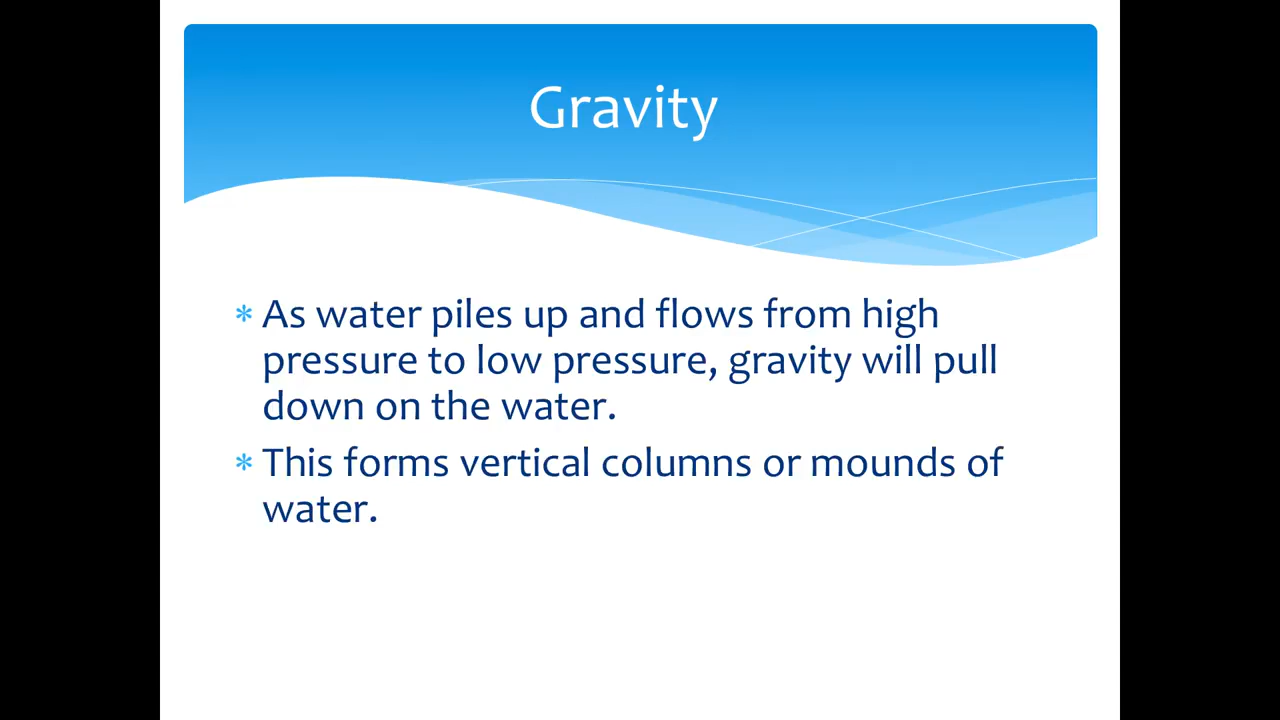 Gravity
* As water piles up and flows from high
pressure to low pressure, gravity will pull
down on the water.
* This forms vertical columns or mounds of
water.